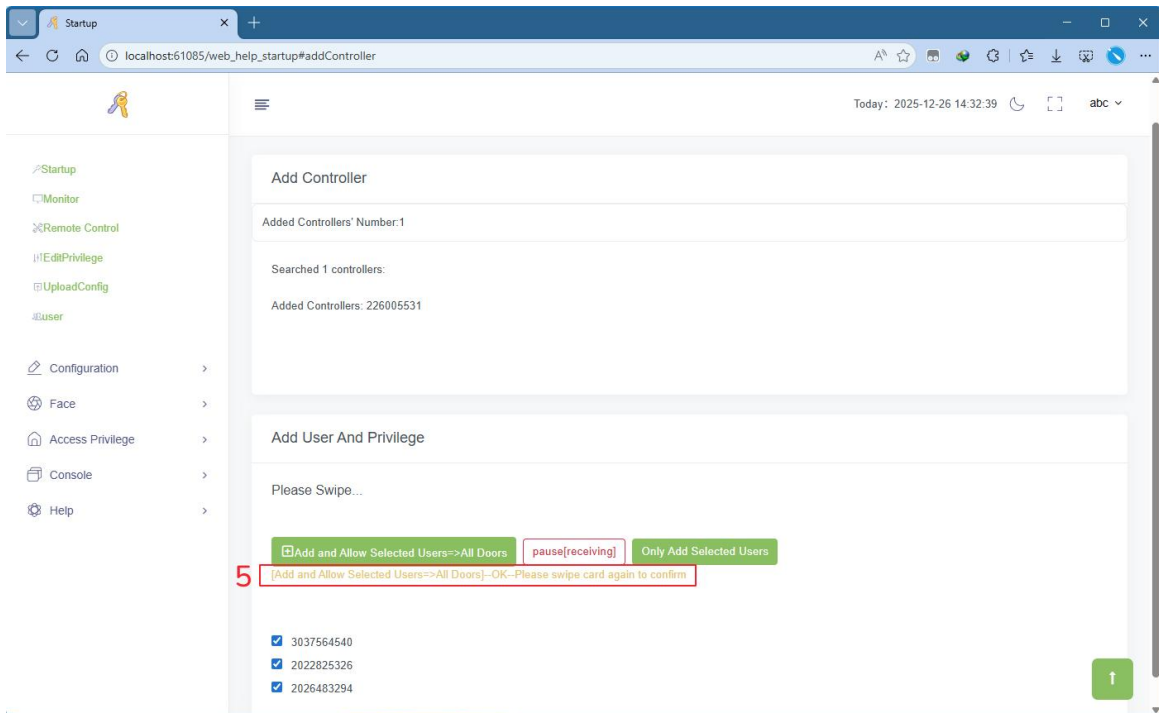 Startup
localhost:61085/web_help_startup#addController
Today: 2025-12-26 14:32:39
abc
Startup
Monitor
Remote Control
EditPrivilege
UploadConfig
user
Configuration
Face
Access Privilege
Console
Help
Add Controller
Added Controllers' Number:1
Searched 1 controllers:
Added Controllers: 226005531
Add User And Privilege
Please Swipe...
Add and Allow Selected Users=>All Doors pause[receiving] Only Add Selected Users
5 [Add and Allow Selected Users=>All Doors]--OK--Please swipe card again to confirm
3037564540
2022825326
2026483294